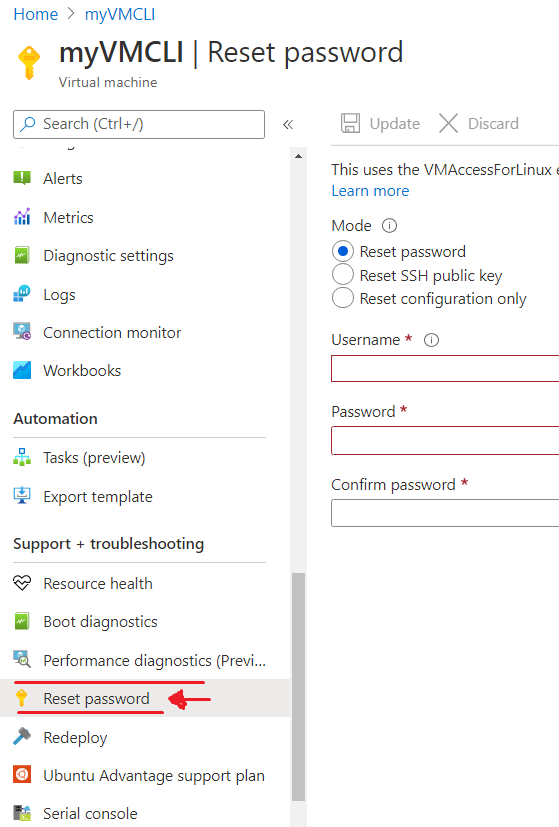 Home > myVMCLI
myVMCLI | Reset password
Virtual machine
Search (Ctrl+/)
«
Alerts
Metrics
Diagnostic settings
Logs
Connection monitor
Workbooks
Automation
Tasks (preview)
Export template
Support + troubleshooting
Resource health
Boot diagnostics
Performance diagnostics (Previ...
Reset password
Redeploy
Ubuntu Advantage support plan
Serial console
Update
Discard
This uses the VMAccessForLinux
Learn more
Mode
Reset password
Reset SSH public key
Reset configuration only
Username *
Password *
Confirm password *